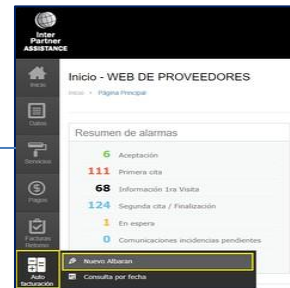 Inter
Partner
ASSISTANCE
Inicio
Inicio - WEB DE PROVEEDORES
Inicio • Página Principal
Datos
Resumen de alarmas
Servicios
6 Aceptación
111 Primera cita
68 Información 1ra Visita
124 Segunda cita / Finalización
1 En espera
0 Comunicaciones incidencias pendientes
Pagos
Facturas
Retorno
Auto
facturación
Nuevo Albaran
Consulta por fecha